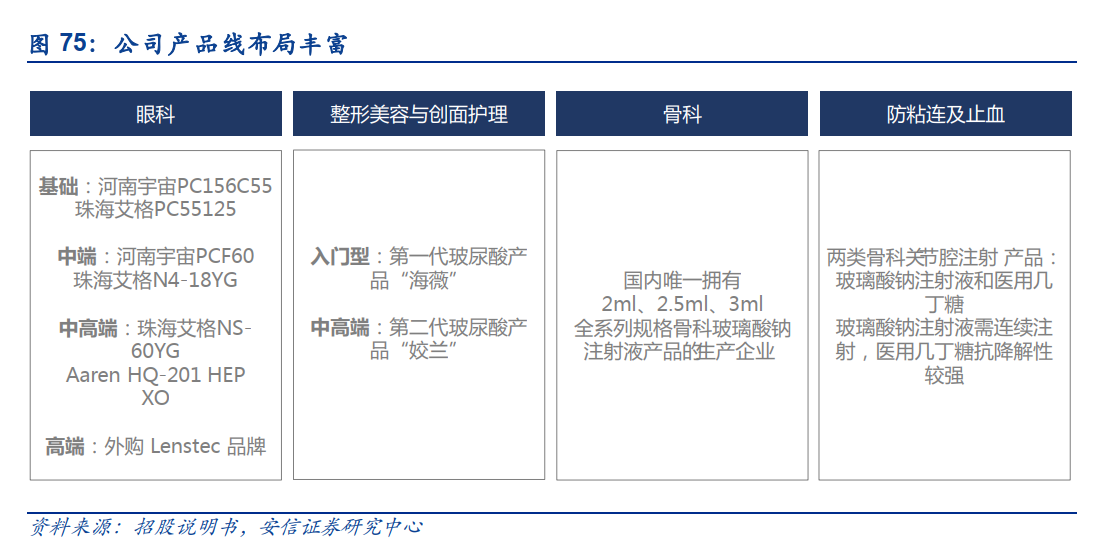 图 75：公司产品线布局丰富
眼科
基础：河南宇宙PC156C55
珠海艾格PC55125
中端：河南宇宙PCF60
珠海艾格N4-18YG
中高端：珠海艾格NS-
60YG
Aaren HQ-201 HEP
XO
高端：外购 Lenstec 品牌
整形美容与创面护理
入门型：第一代玻尿酸产
品“海薇”
中高端：第二代玻尿酸产
品“姣兰”
骨科
国内唯一拥有
2ml、2.5ml、3ml
全系列规格骨科玻璃酸钠
注射液产品的生产企业
防粘连及止血
两类骨科关节腔注射 产品：
玻璃酸钠注射液和医用几
丁糖
玻璃酸钠注射液需连续注
射，医用几丁糖抗降解性
较强
资料来源：招股说明书，安信证券研究中心